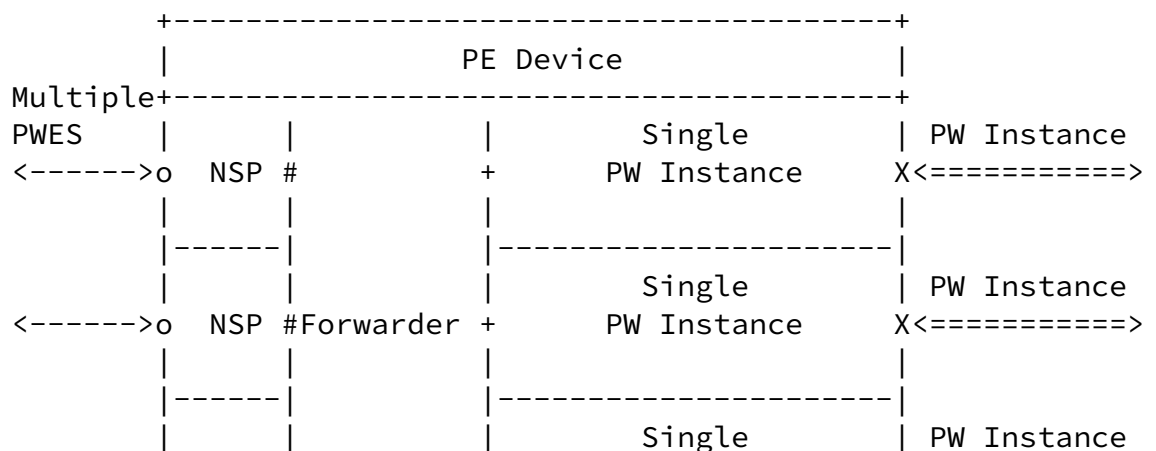 +----------------------------------------+
|                PE Device               |
Multiple+----------------------------------------+
PWES    |      |          |        Single        | PW Instance
<------>o  NSP #          +      PW Instance     X<===========>
|      |          |                      |
|------|          |----------------------|
|      |          |        Single        | PW Instance
<------>o  NSP #Forwarder +      PW Instance     X<===========>
|      |          |                      |
|------|          |----------------------|
|      |          |        Single        | PW Instance